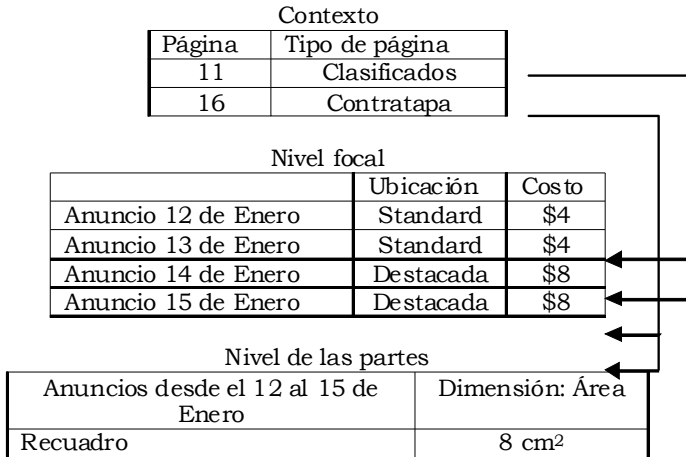 Contexto
Página Tipo de página
11 Clasificados
16 Contratapa
Nivel focal
Ubicación Costo
Anuncio 12 de Enero Standard $4
Anuncio 13 de Enero Standard $4
Anuncio 14 de Enero Destacada $8
Anuncio 15 de Enero Destacada $8
Nivel de las partes
Anuncios desde el 12 al 15 de Dimensión: Área
Enero
Recuadro 8 cm²